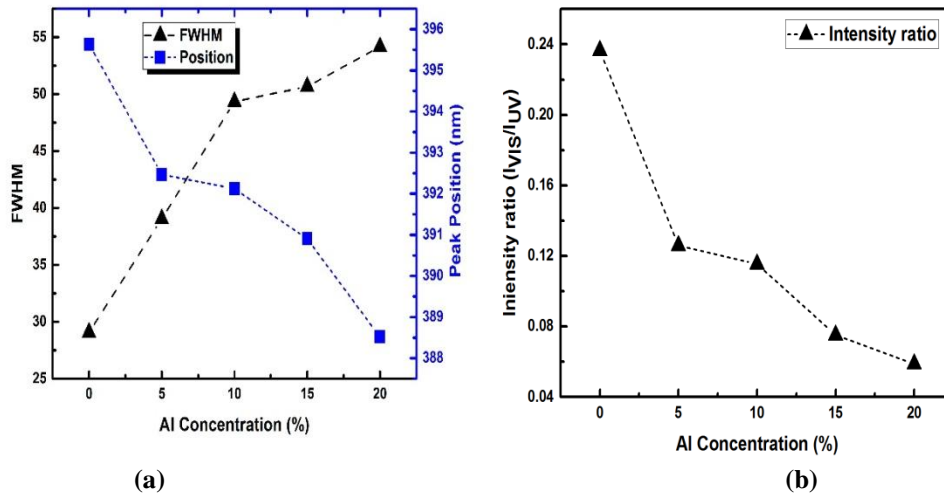 FWHM
Position
55
50
45
40
35
30
25
FWHM
396
395
394
393
392
391
390
389
388
Peak Position (nm)
0 5 10 15 20
Al Concentration (%)
(a)
Intensity ratio
0.24
0.20
0.16
0.12
0.08
0.04
Iniensity ratio (IVIS/IUV)
0 5 10 15 20
Al Concentration (%)
(b)